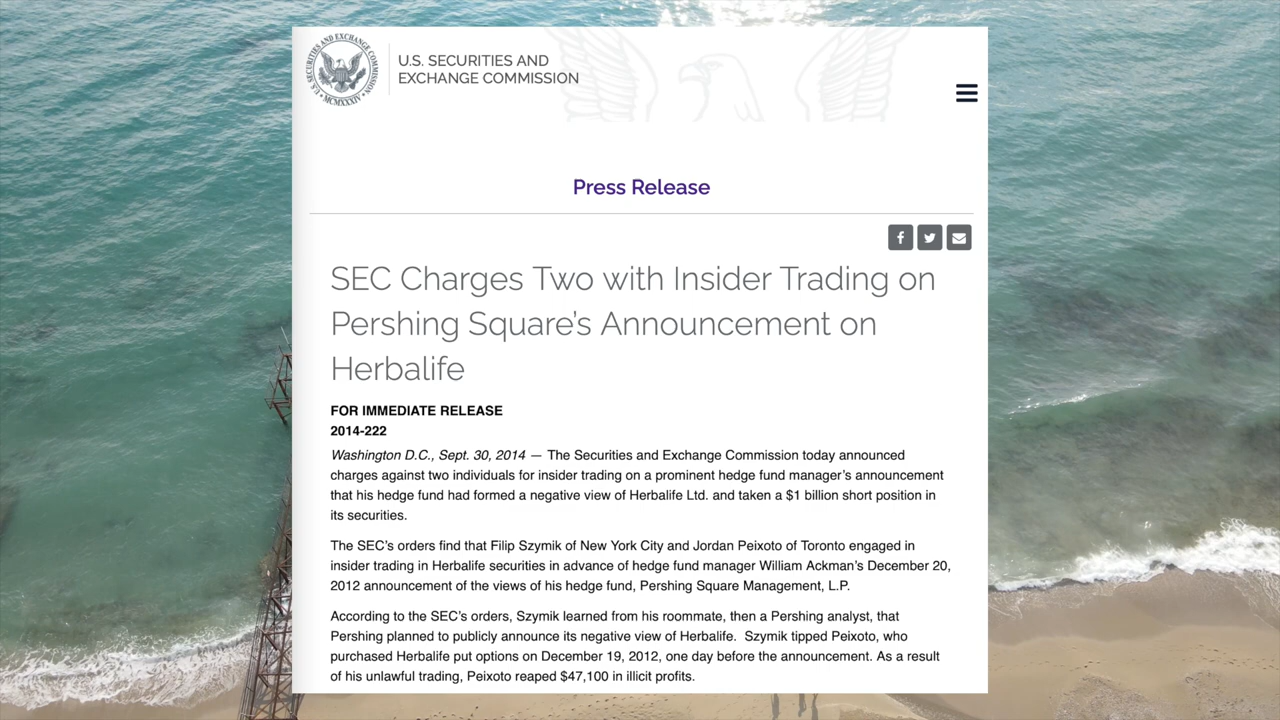 U.S. SECURITIES AND EXCHANGE COMMISSION
MCMXXXIV
U.S. SECURITIES AND
EXCHANGE COMMISSION
Press Release
SEC Charges Two with Insider Trading on
Pershing Square's Announcement on
Herbalife
FOR IMMEDIATE RELEASE
2014-222
Washington D.C., Sept. 30, 2014 — The Securities and Exchange Commission today announced
charges against two individuals for insider trading on a prominent hedge fund manager's announcement
that his hedge fund had formed a negative view of Herbalife Ltd. and taken a $1 billion short position in
its securities.
The SEC's orders find that Filip Szymik of New York City and Jordan Peixoto of Toronto engaged in
insider trading in Herbalife securities in advance of hedge fund manager William Ackman's December 20,
2012 announcement of the views of his hedge fund, Pershing Square Management, L.P.
According to the SEC's orders, Szymik learned from his roommate, then a Pershing analyst, that
Pershing planned to publicly announce its negative view of Herbalife.  Szymik tipped Peixoto, who
purchased Herbalife put options on December 19, 2012, one day before the announcement. As a result
of his unlawful trading, Peixoto reaped $47,100 in illicit profits.